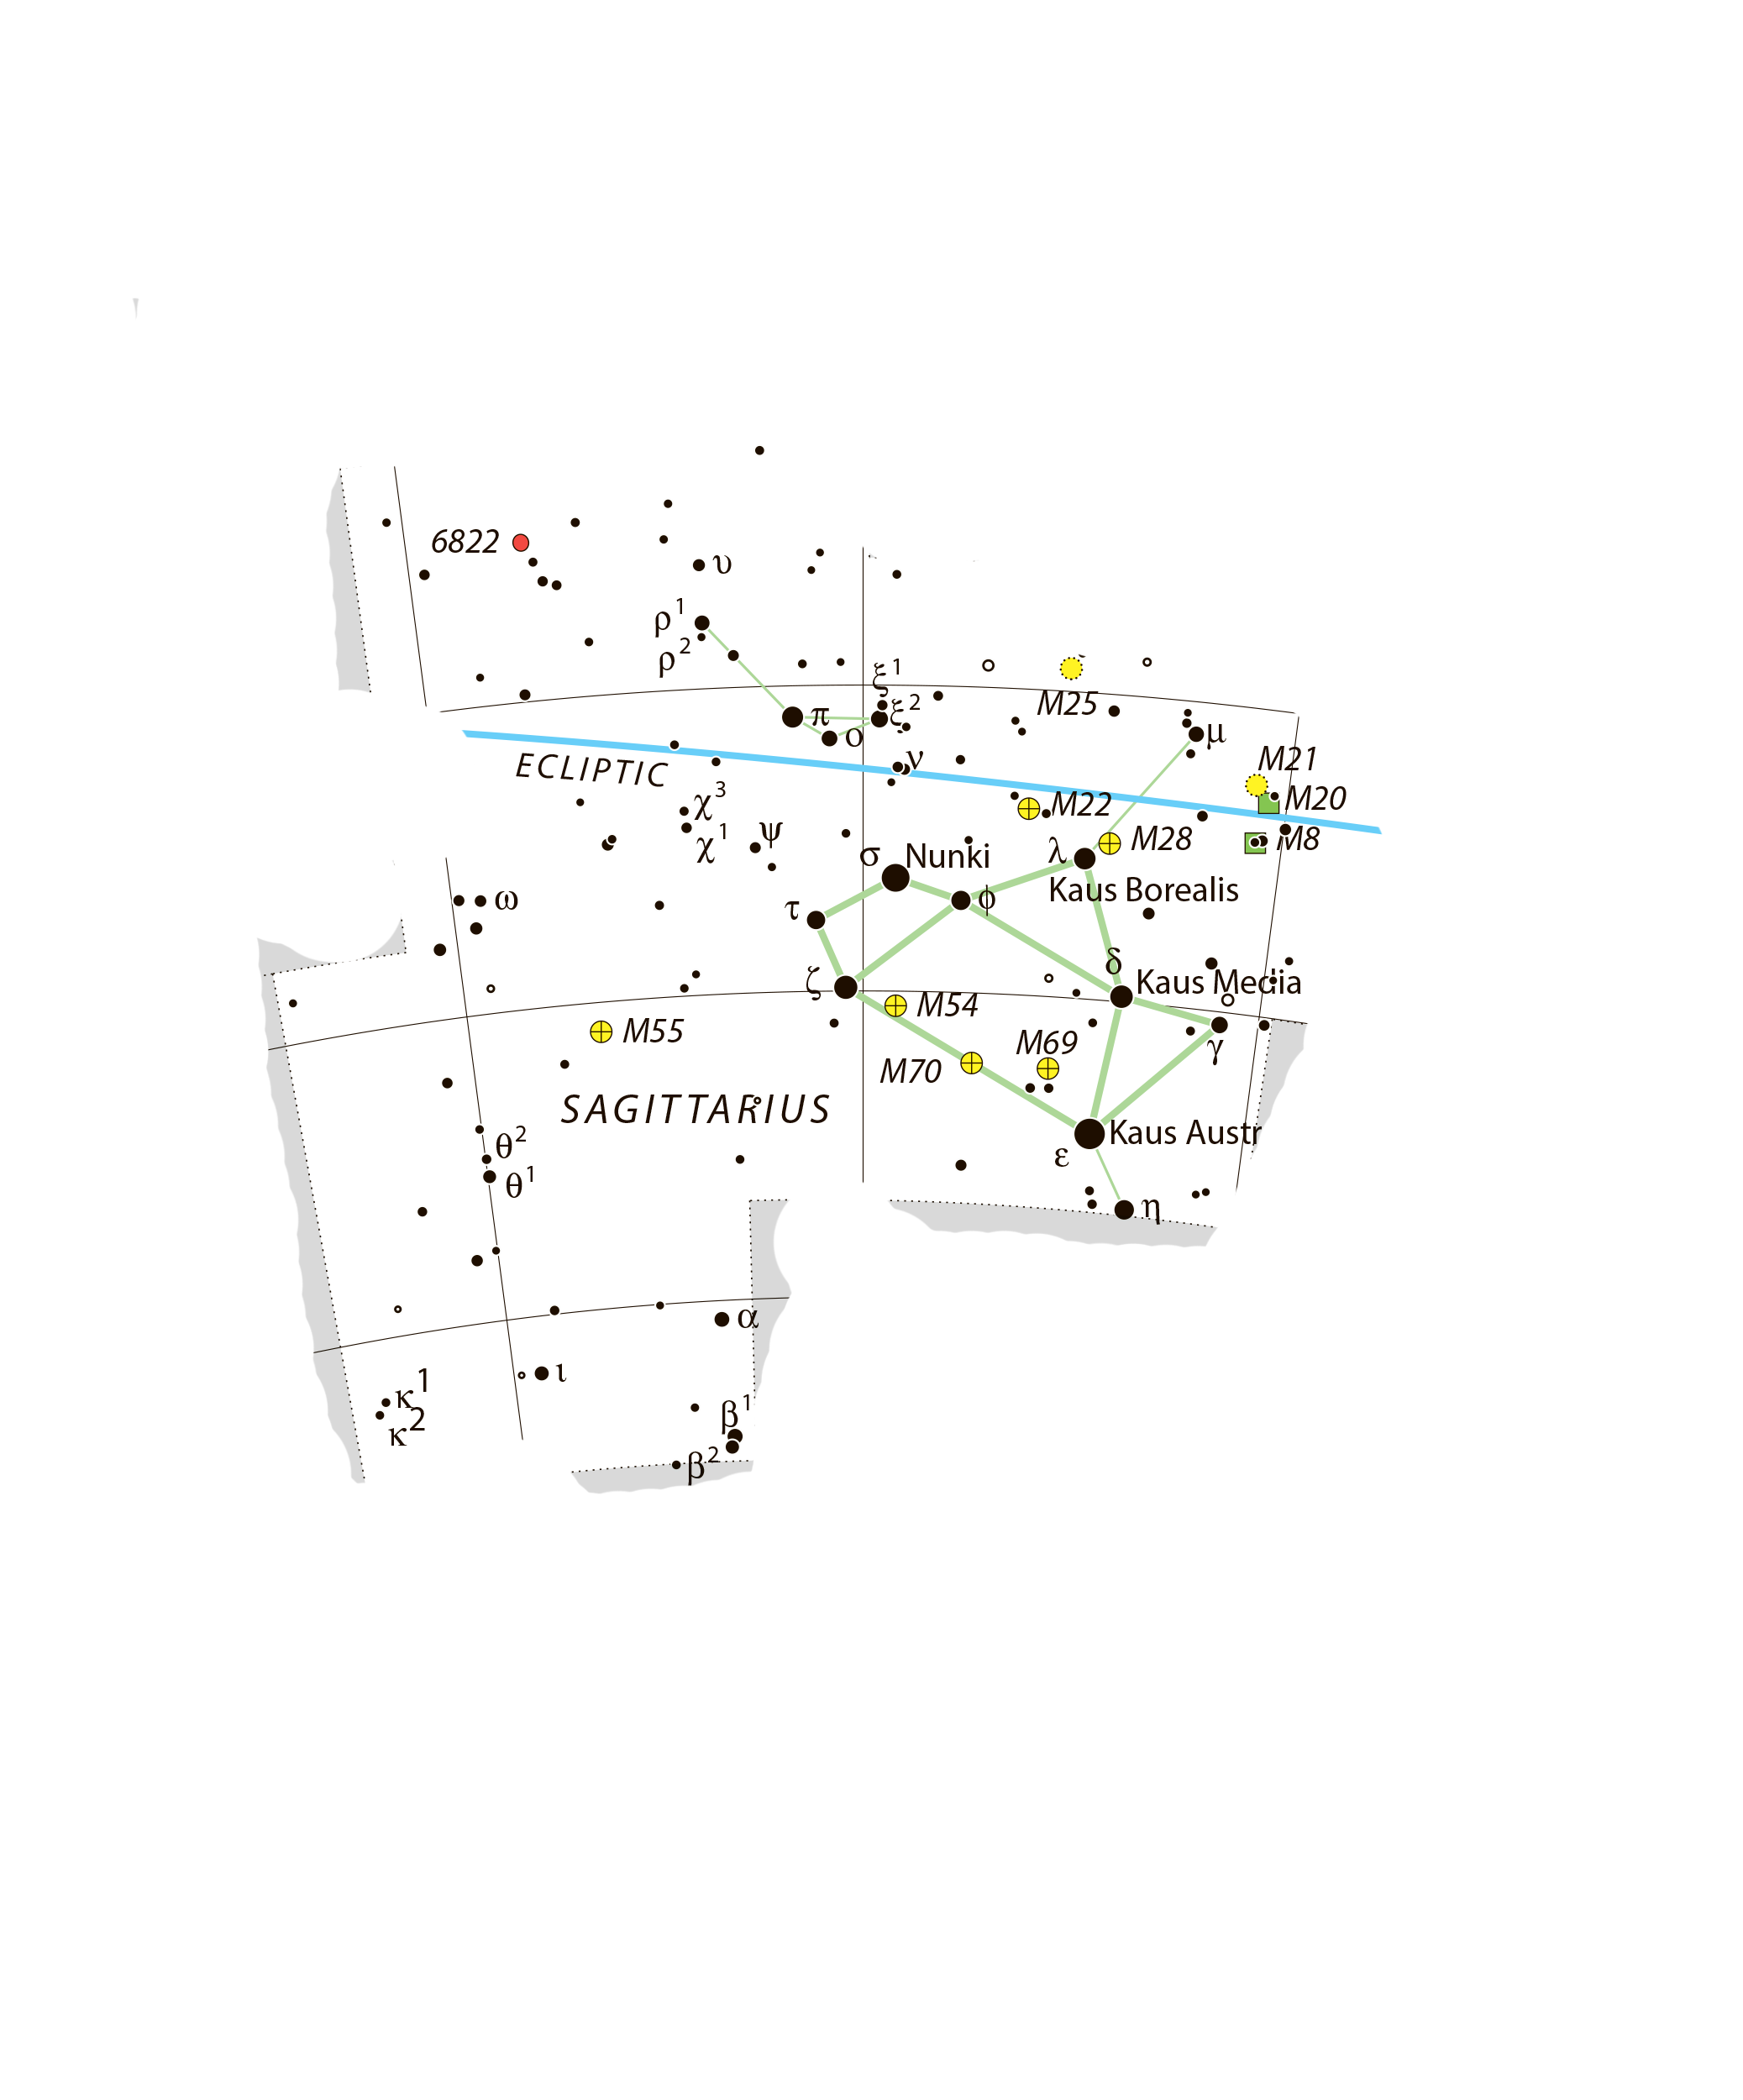 6822
υ
ρ1
ρ2
ξ1
M25
π
ξ2
ο
μ
ν
M21
ECLIPTIC
χ3
M22
M20
χ1
ψ
M28
M8
σ
Nunki
λ
Kaus Borealis
ω
τ
φ
δ
ζ
Kaus Media
M54
M55
M69
γ
M70
SAGITTARIUS
Kaus Austr
θ2
ε
θ1
η
α
ι
κ1
κ2
β1
β2